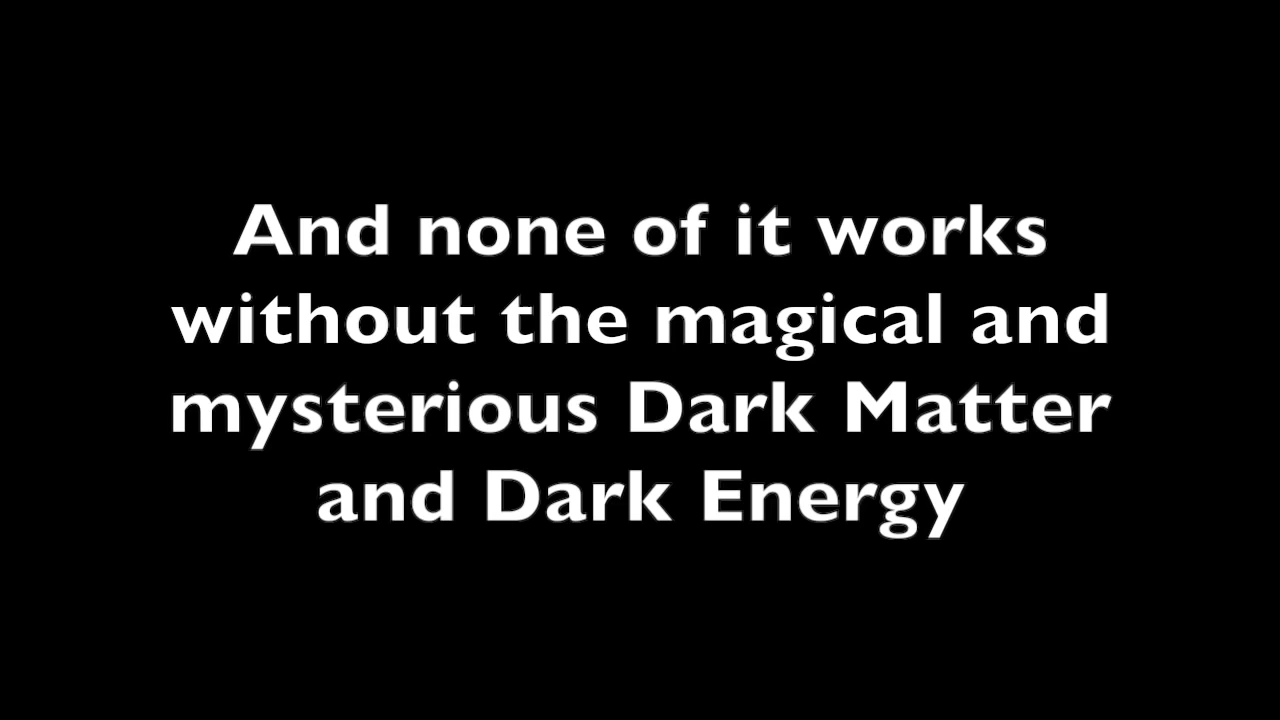 And none of it works
without the magical and
mysterious Dark Matter
and Dark Energy